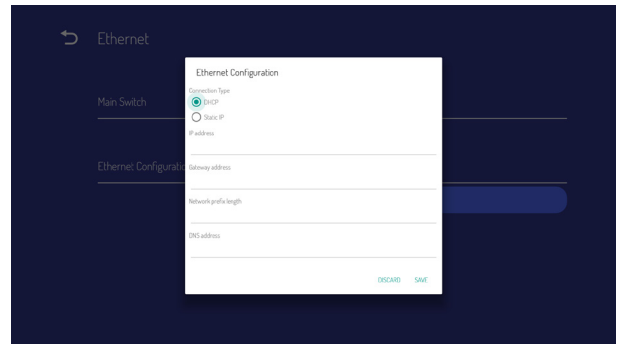 Ethernet
Ethernet Configuration
Connection Type
DHCP
Main Switch
Static IP
IP address
Ethernet Configuratio
Gateway address
Network prefix length
DNS address
DISCARD SAVE